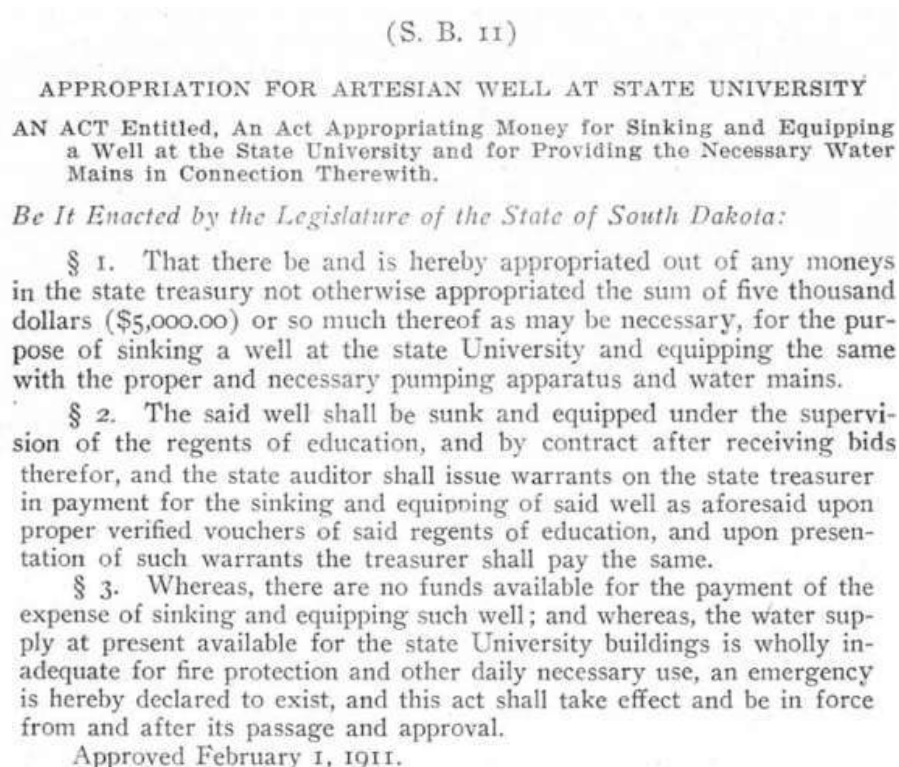 (S. B. 11)
APPROPRIATION FOR ARTESIAN WELL AT STATE UNIVERSITY
AN ACT Entitled, An Act Appropriating Money for Sinking and Equipping
a Well at the State University and for Providing the Necessary Water
Mains in Connection Therewith.
Be It Enacted by the Legislature of the State of South Dakota:
§ 1. That there be and is hereby appropriated out of any moneys
in the state treasury not otherwise appropriated the sum of five thousand
dollars ($5,000.00) or so much thereof as may be necessary, for the pur-
pose of sinking a well at the state University and equipping the same
with the proper and necessary pumping apparatus and water mains.
§ 2. The said well shall be sunk and equipped under the supervi-
sion of the regents of education, and by contract after receiving bids
therefor, and the state auditor shall issue warrants on the state treasurer
in payment for the sinking and equipping of said well as aforesaid upon
proper verified vouchers of said regents of education, and upon presen-
tation of such warrants the treasurer shall pay the same.
§ 3. Whereas, there are no funds available for the payment of the
expense of sinking and equipping such well; and whereas, the water sup-
ply at present available for the state University buildings is wholly in-
adequate for fire protection and other daily necessary use, an emergency
is hereby declared to exist, and this act shall take effect and be in force
from and after its passage and approval.
Approved February 1, 1911.